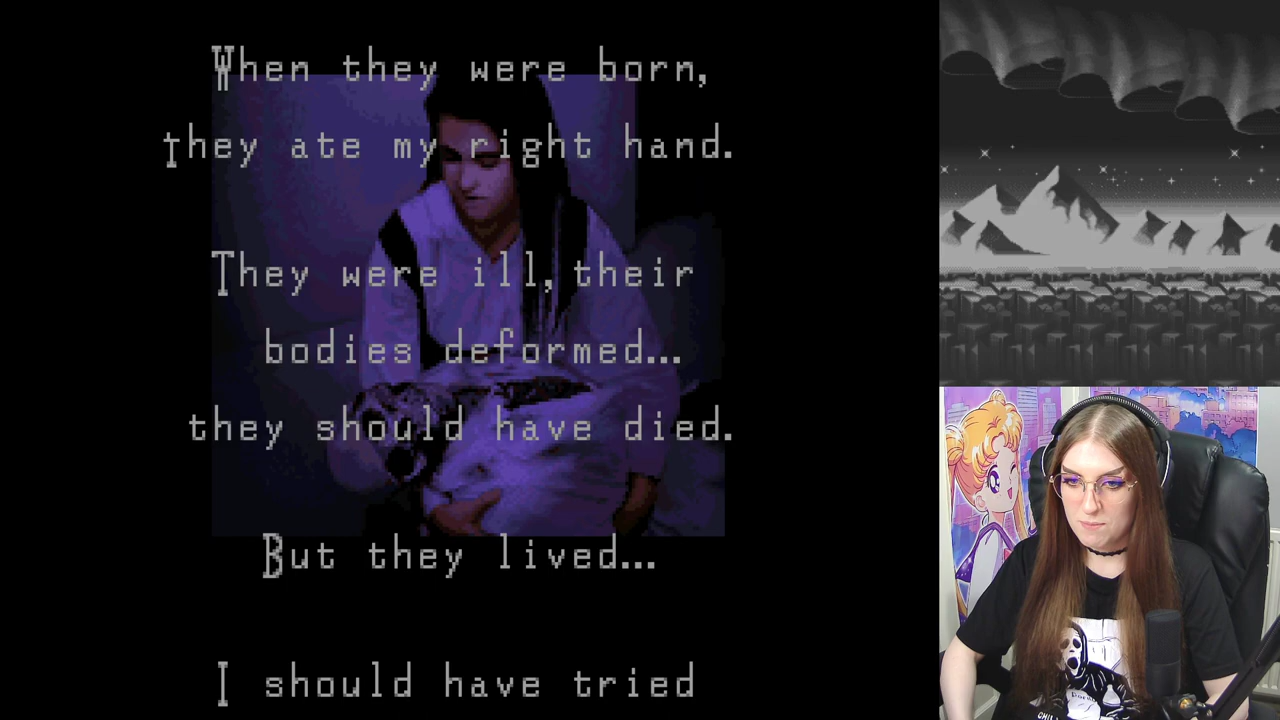 When they were born,
they ate my right hand.
They were ill, their
bodies deformed...
they should have died.
But they lived...
I should have tried